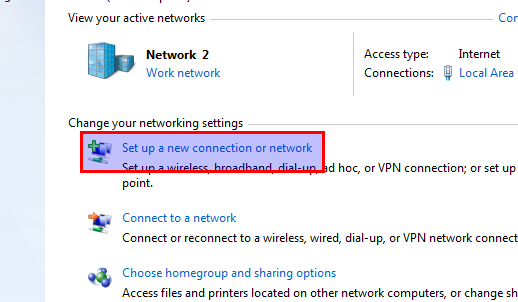 View your active networks
Con
Network 2
Work network
Access type: Internet
Connections: Local Area
Change your networking settings
Set up a new connection or network
Set up a wireless, broadband, dial-up, ad hoc, or VPN connection; or set up
point.
Connect to a network
Connect or reconnect to a wireless, wired, dial-up, or VPN network connect
Choose homegroup and sharing options
Access files and printers located on other network computers, or change sh